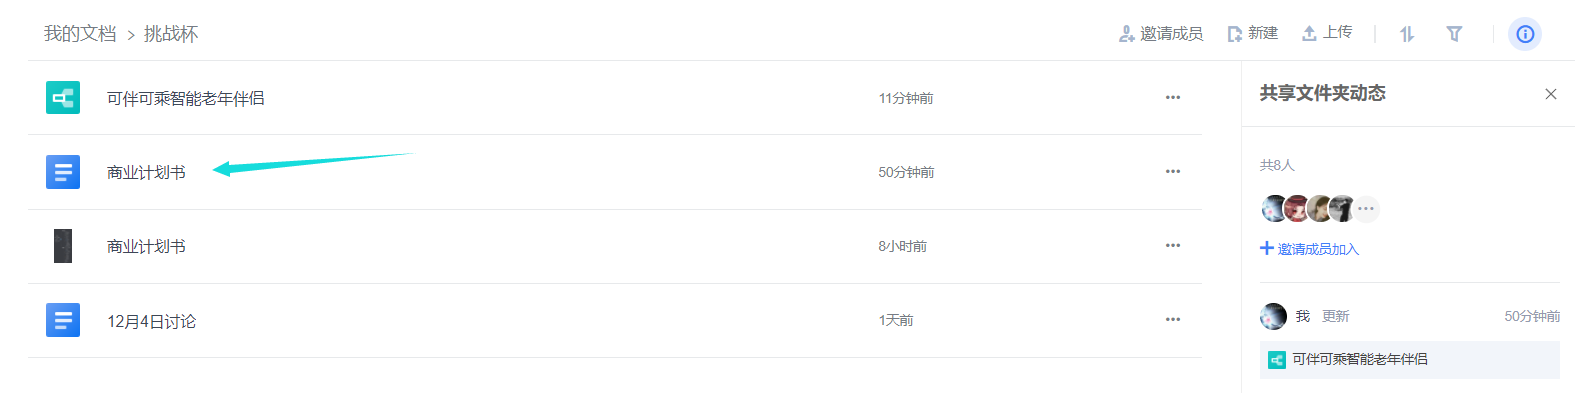 我的文档 > 挑战杯
邀请成员 新建 上传
可伴可乘智能老年伴侣 11分钟前
商业计划书 50分钟前
商业计划书 8小时前
12月4日讨论 1天前
共享文件夹动态
共8人
邀请成员加入
我 更新 50分钟前
可伴可乘智能老年伴侣